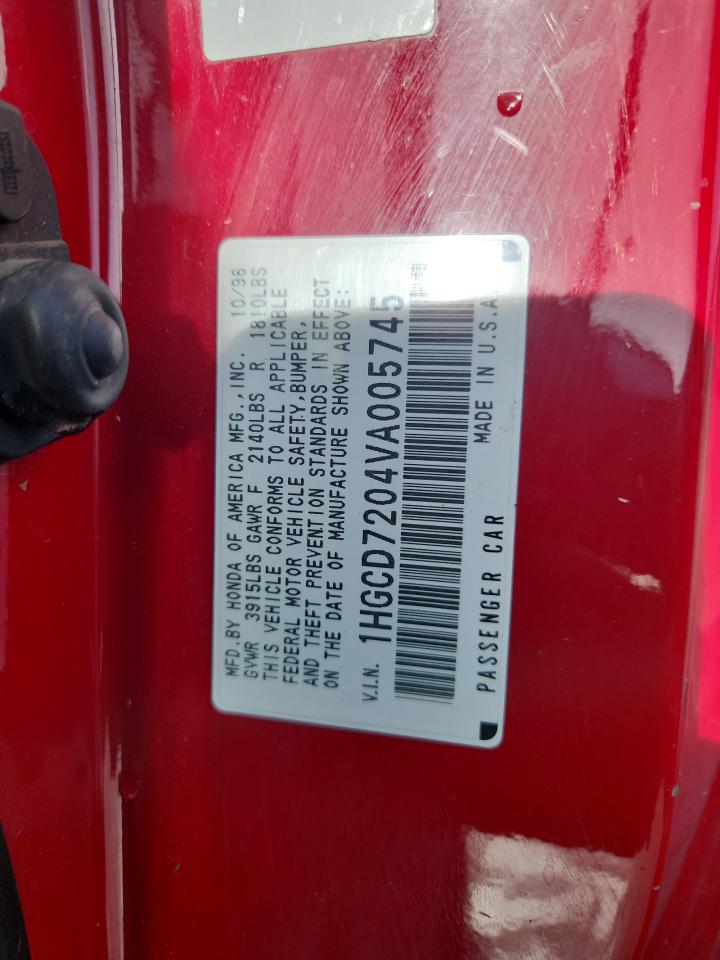 MFD.BY HONDA OF AMERICA MFG.,INC. 10/96
GVWR 3915LBS GAWR F 2140LBS R 1810LBS
THIS VEHICLE CONFORMS TO ALL APPLICABLE
FEDERAL MOTOR VEHICLE SAFETY,BUMPER,
AND THEFT PREVENTION STANDARDS IN EFFECT
ON THE DATE OF MANUFACTURE SHOWN ABOVE:
V.I.N. 1HGCD7204VA005745
PASSENGER CAR MADE IN U.S.A.